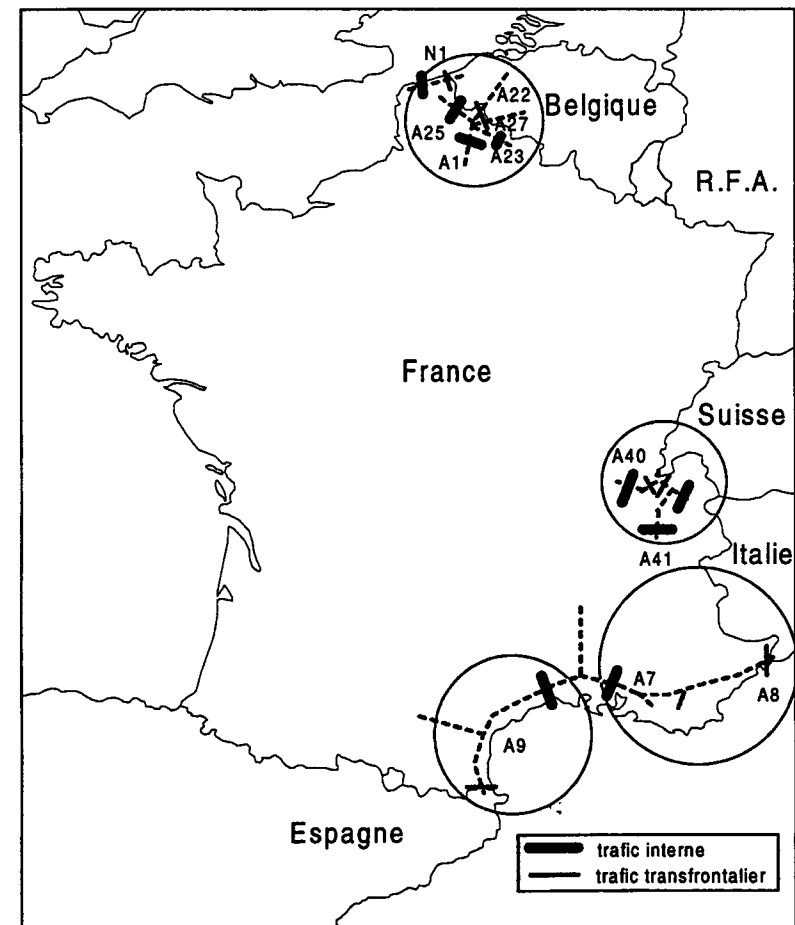 N1
A22
Belgique
A25
A27
A1
A23
R.F.A.
France
Suisse
A40
A41
Italie
A7
A8
A9
Espagne
trafic interne
trafic transfrontalier